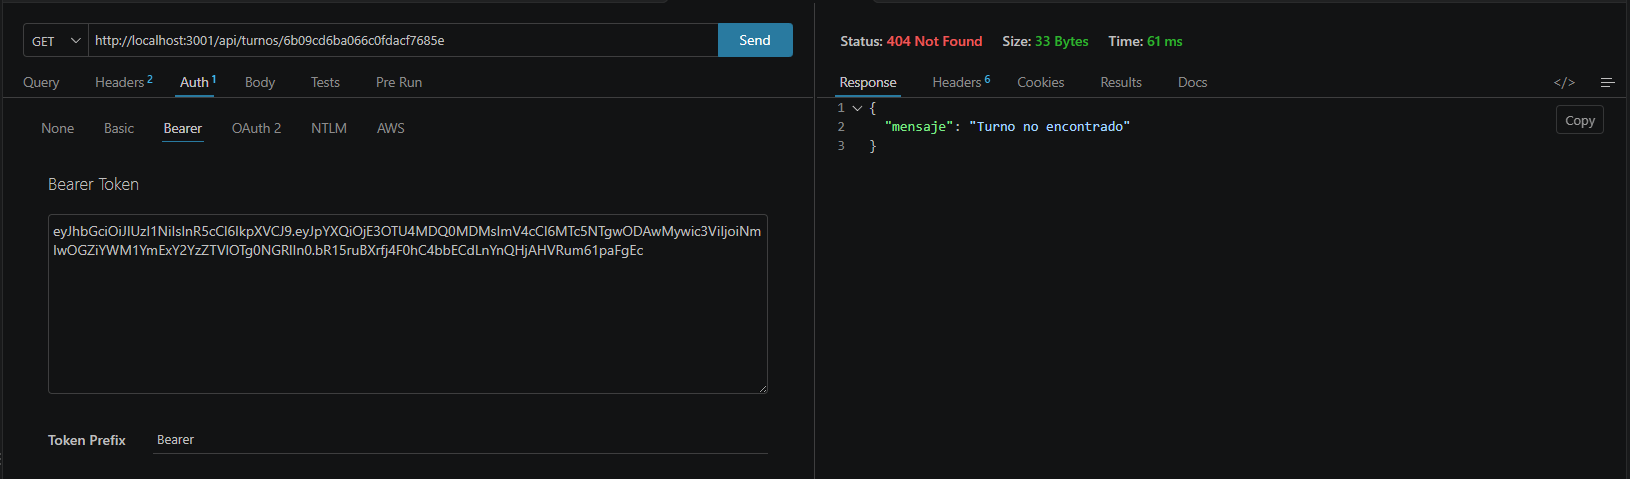 GET
http://localhost:3001/api/turnos/6b09cd6ba066c0fdacf7685e
Send
Query Headers 2 Auth 1 Body Tests Pre Run
None Basic Bearer OAuth 2 NTLM AWS
Bearer Token
eyJhbGciOiJIUzI1NiIsInR5cCI6IkpXVCJ9.eyJpYXQiOjE3OTU4MDQ0MDMsImV4cCI6MTc5NTgwODAwMywic3ViIjoiNm
IwOGZiYWM1YmExY2YzZTVlOTg0NGRlIn0.bR15ruBXrfj4F0hC4bbECdLnYnQHjAHVRum61paFgEc
Token Prefix Bearer
Status: 404 Not Found Size: 33 Bytes Time: 61 ms
Response Headers 6 Cookies Results Docs </>
1 {
2 "mensaje": "Turno no encontrado"
3 }
Copy